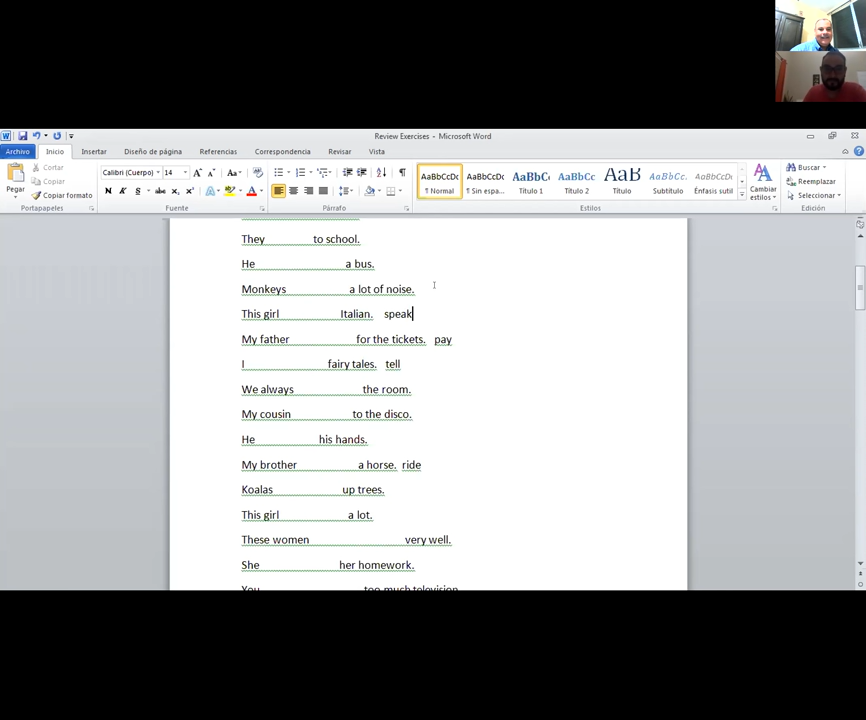 Review Exercises - Microsoft Word
Archivo Inicio Insertar Diseño de página Referencias Correspondencia Revisar Vista
Cortar
Copiar
Copiar formato
Pegar
Portapapeles
Calibri (Cuerpo) 14
Fuente
Párrafo
AaBbCcDc AaBbCcDc AaBbC AaBbCc AaB AaBbCc. AaBbCcDc
¶ Normal ¶ Sin espa... Título 1 Título 2 Título Subtítulo Énfasis sutil
Estilos
Cambiar estilos
Buscar
Reemplazar
Seleccionar
Edición
They to school.
He a bus.
Monkeys a lot of noise.
This girl Italian. speak
My father for the tickets. pay
I fairy tales. tell
We always the room.
My cousin to the disco.
He his hands.
My brother a horse. ride
Koalas up trees.
This girl a lot.
These women very well.
She her homework.
You too much television